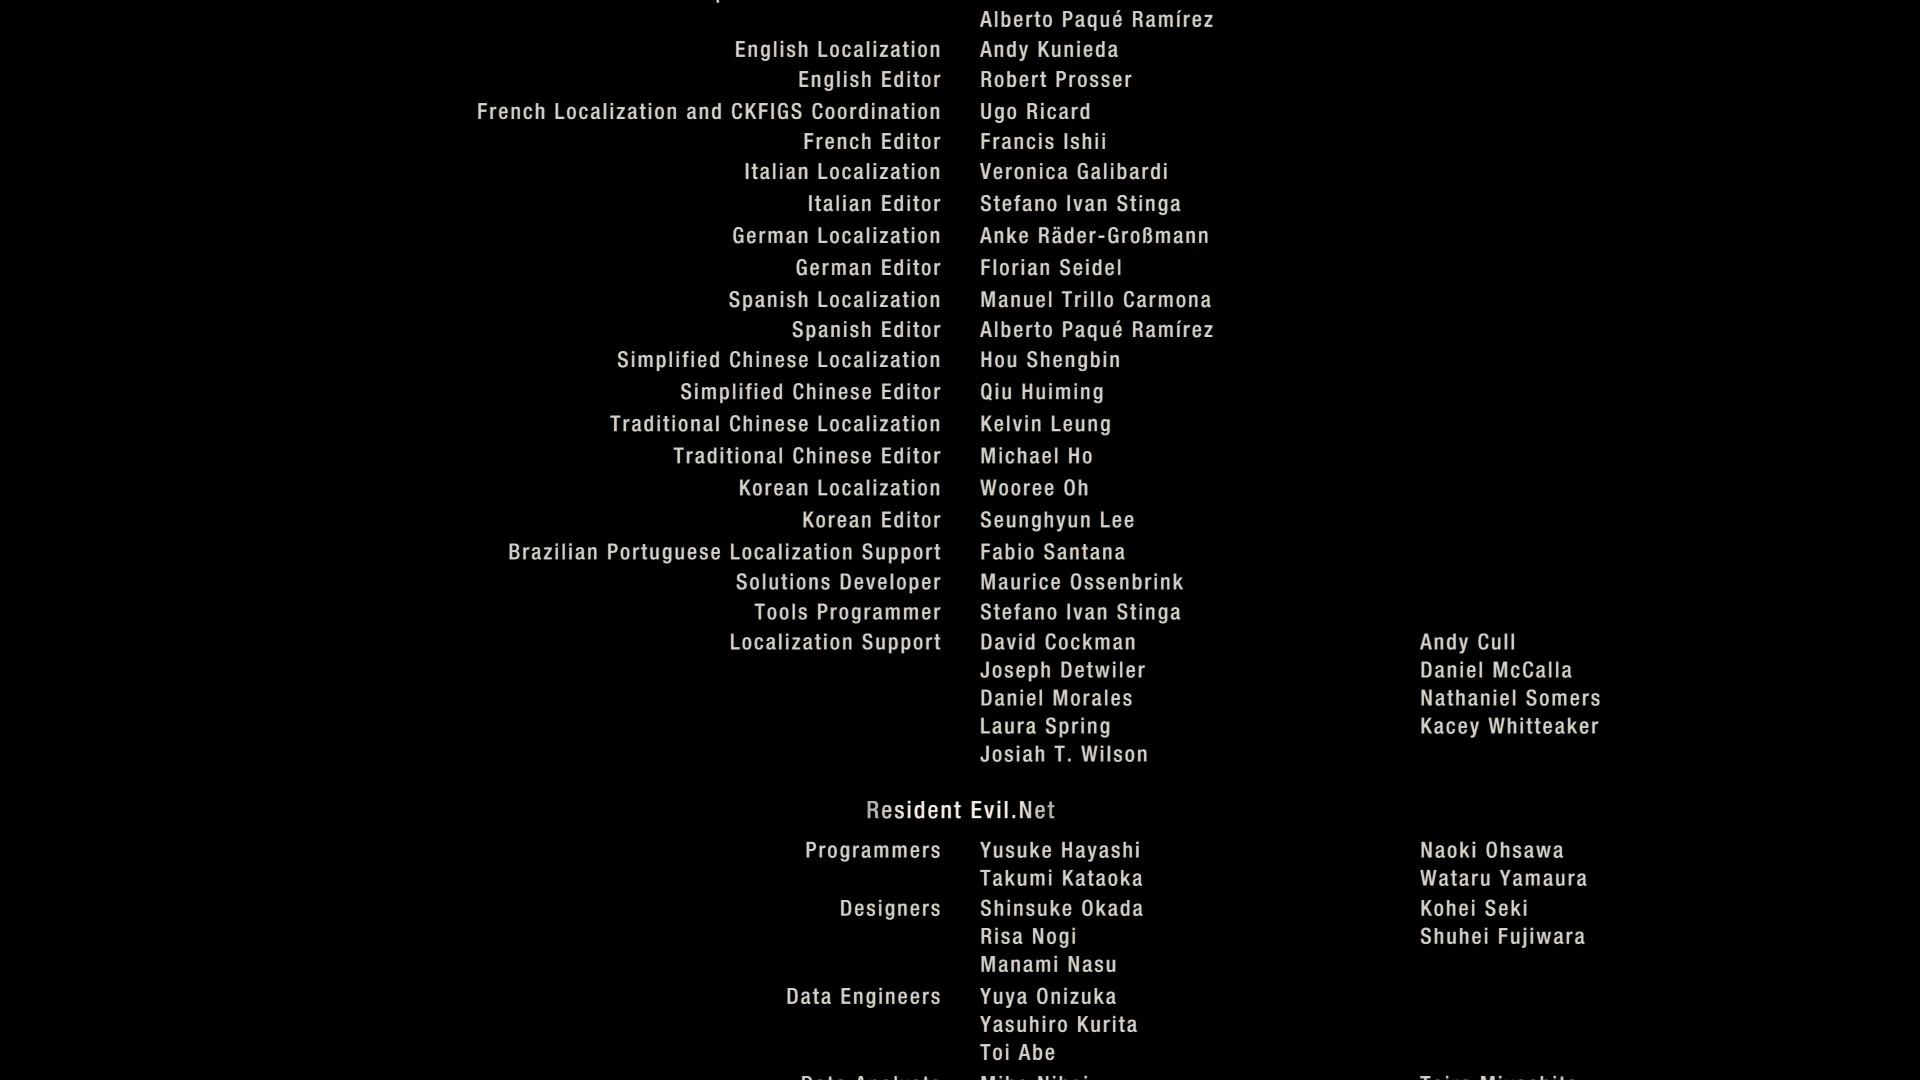 Alberto Paqué Ramírez
English Localization Andy Kunieda
English Editor Robert Prosser
French Localization and CKFIGS Coordination Ugo Ricard
French Editor Francis Ishii
Italian Localization Veronica Galibardi
Italian Editor Stefano Ivan Stinga
German Localization Anke Räder-Großmann
German Editor Florian Seidel
Spanish Localization Manuel Trillo Carmona
Spanish Editor Alberto Paqué Ramírez
Simplified Chinese Localization Hou Shengbin
Simplified Chinese Editor Qiu Huiming
Traditional Chinese Localization Kelvin Leung
Traditional Chinese Editor Michael Ho
Korean Localization Wooree Oh
Korean Editor Seunghyun Lee
Brazilian Portuguese Localization Support Fabio Santana
Solutions Developer Maurice Ossenbrink
Tools Programmer Stefano Ivan Stinga
Localization Support David Cockman Andy Cull
Joseph Detwiler Daniel McCalla
Daniel Morales Nathaniel Somers
Laura Spring Kacey Whitteaker
Josiah T. Wilson
Resident Evil.Net
Programmers Yusuke Hayashi Naoki Ohsawa
Takumi Kataoka Wataru Yamaura
Designers Shinsuke Okada Kohei Seki
Risa Nogi Shuhei Fujiwara
Manami Nasu
Data Engineers Yuya Onizuka
Yasuhiro Kurita
Toi Abe